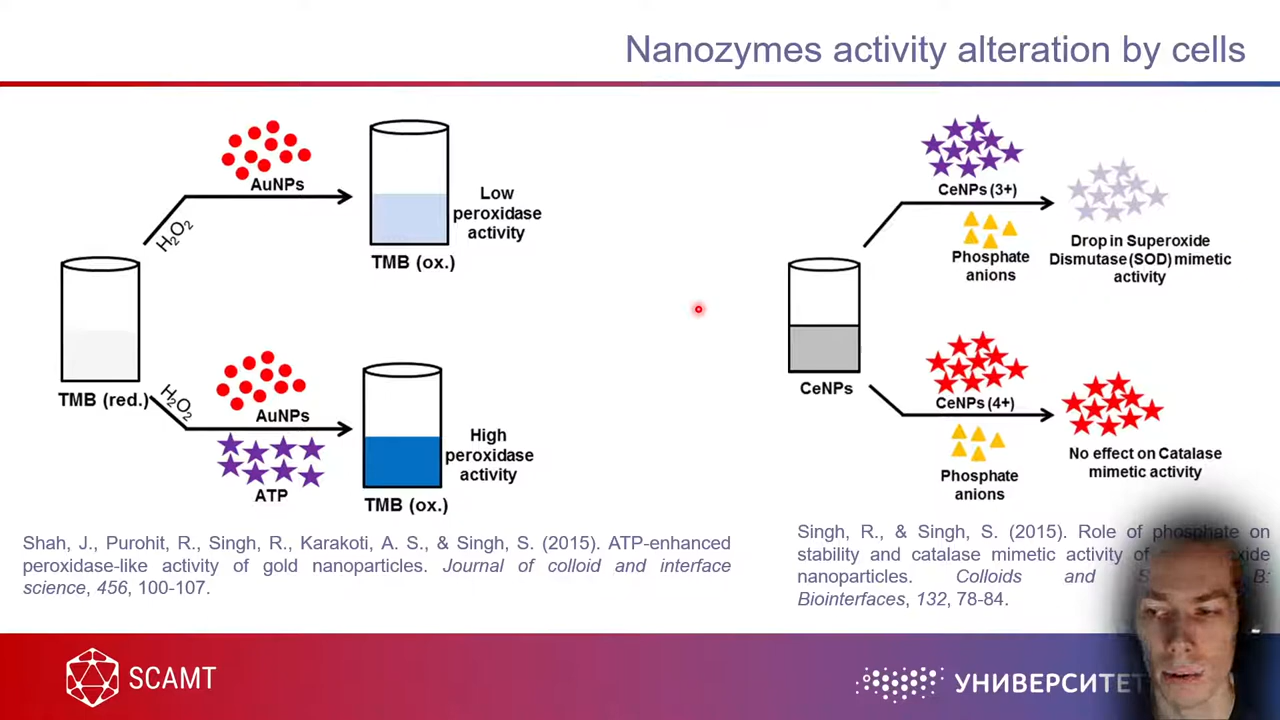 Nanozymes activity alteration by cells
AuNPs
H2O2
Low
peroxidase
activity
TMB (ox.)
TMB (red.)
H2O2
AuNPs
ATP
High
peroxidase
activity
TMB (ox.)
CeNPs (3+)
Phosphate
anions
Drop in Superoxide
Dismutase (SOD) mimetic
activity
CeNPs
CeNPs (4+)
Phosphate
anions
No effect on Catalase
mimetic activity
Shah, J., Purohit, R., Singh, R., Karakoti, A. S., & Singh, S. (2015). ATP-enhanced
peroxidase-like activity of gold nanoparticles. Journal of colloid and interface
science, 456, 100-107.
Singh, R., & Singh, S. (2015). Role of phosphate on
stability and catalase mimetic activity of oxide
nanoparticles. Colloids and B:
Biointerfaces, 132, 78-84.
SCAMT
УНИВЕРСИТЕТ